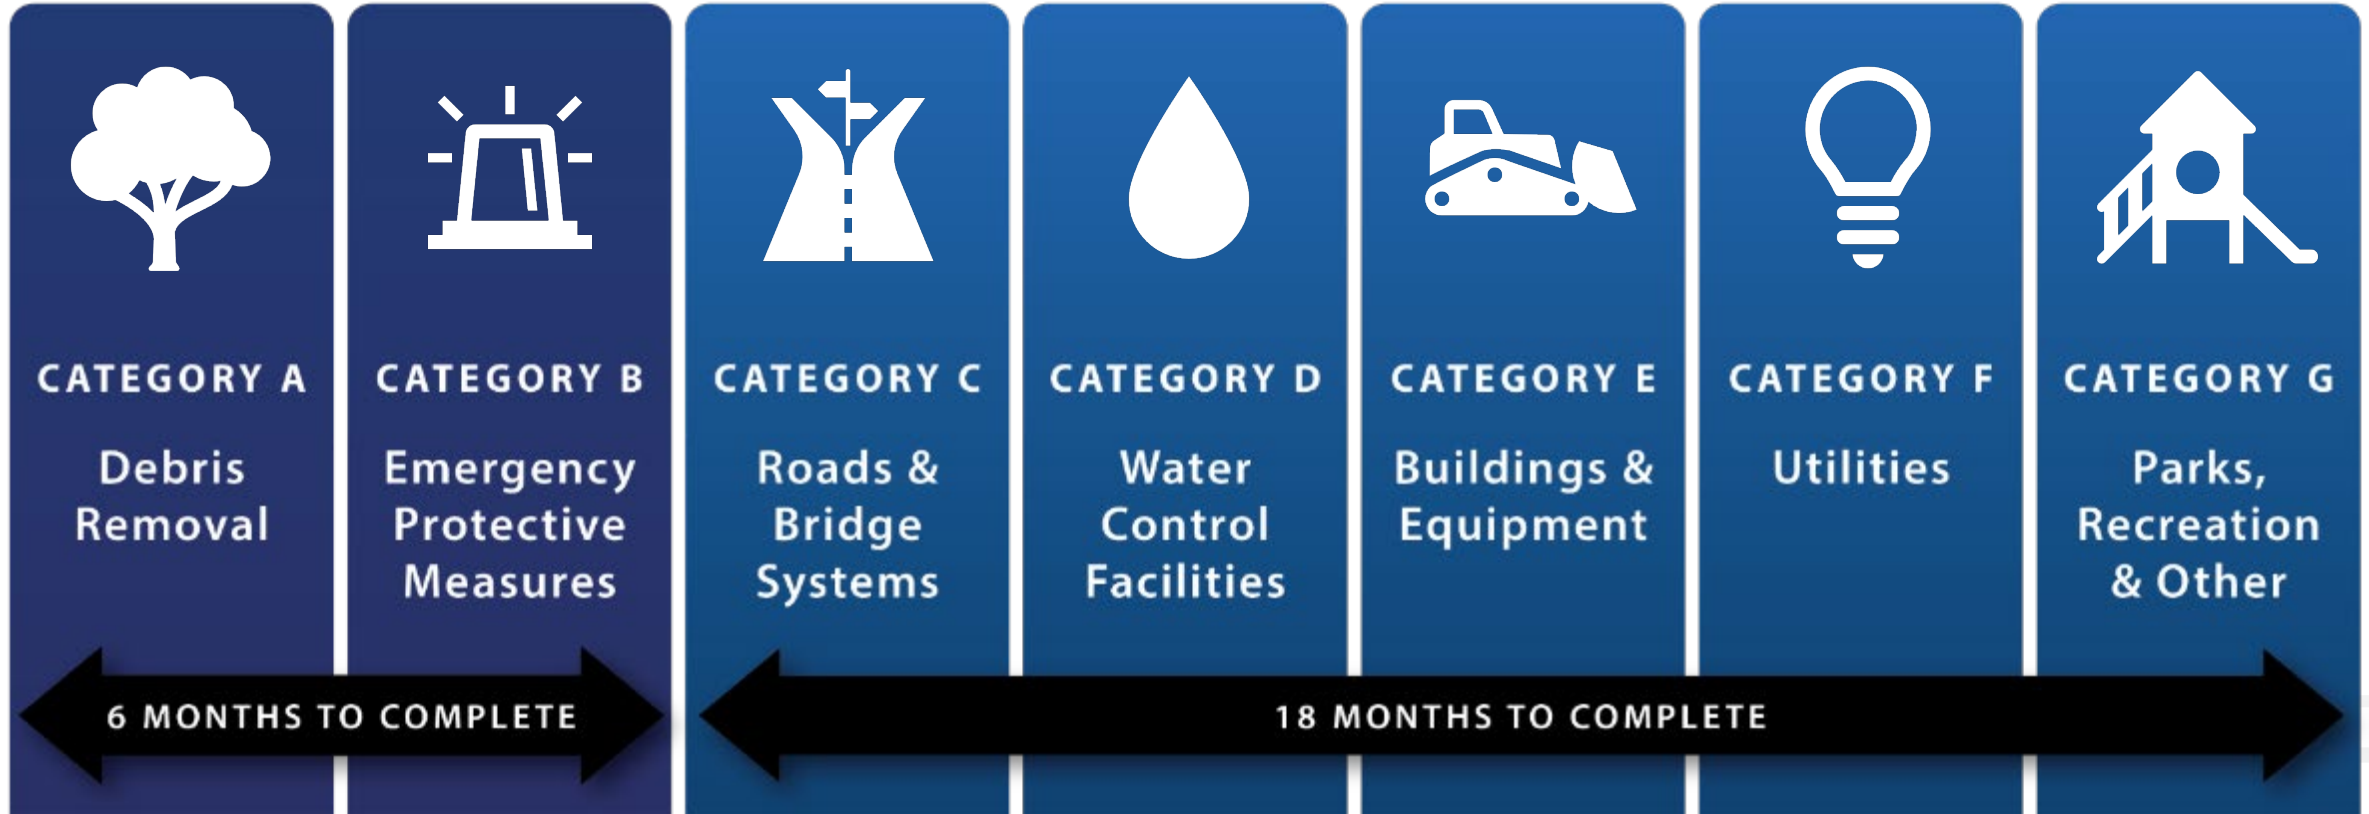 CATEGORY A
Debris
Removal
CATEGORY B
Emergency
Protective
Measures
CATEGORY C
Roads &
Bridge
Systems
CATEGORY D
Water
Control
Facilities
CATEGORY E
Buildings &
Equipment
CATEGORY F
Utilities
CATEGORY G
Parks,
Recreation
& Other
6 MONTHS TO COMPLETE
18 MONTHS TO COMPLETE